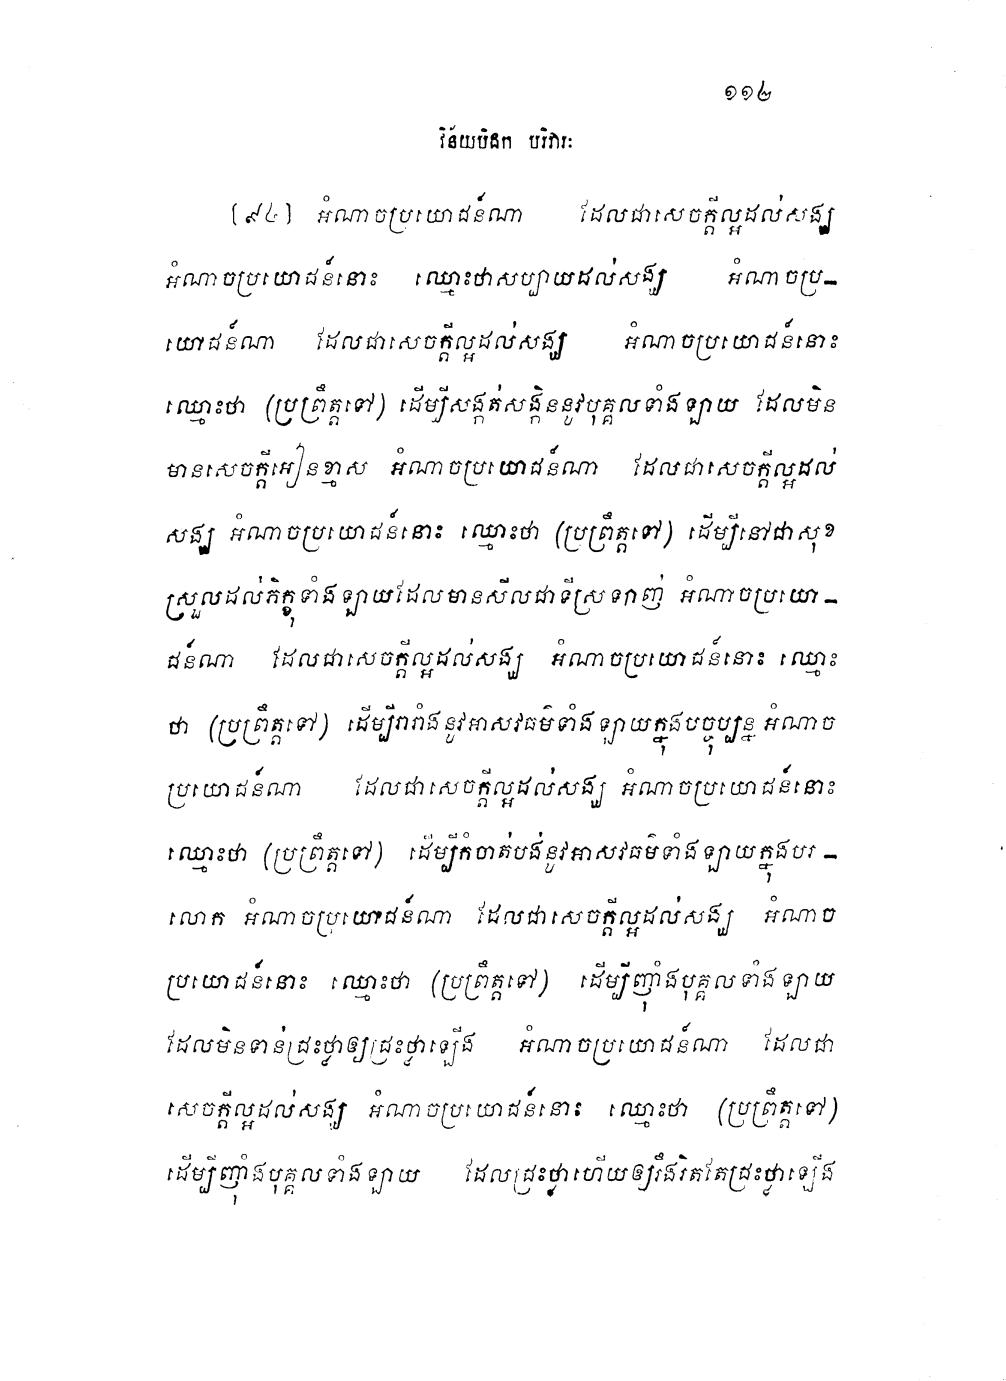 ១១៤
វិន័យបិដក បរិវារៈ
[៩៤] អំណាចប្រយោជន៍ណា ដែលជាសេចក្តីល្អដល់សង្ឃ
អំណាចប្រយោជន៍នោះ ឈ្មោះថាសប្បាយដល់សង្ឃ អំណាចប្រ-
យោជន៍ណា ដែលជាសេចក្តីល្អដល់សង្ឃ អំណាចប្រយោជន៍នោះ
ឈ្មោះថា (ប្រព្រឹត្តទៅ) ដើម្បីសង្កត់សង្កិននូវបុគ្គលទាំងឡាយ ដែលមិន
មានសេចក្តីអៀនខ្មាស អំណាចប្រយោជន៍ណា ដែលជាសេចក្តីល្អដល់
សង្ឃ អំណាចប្រយោជន៍នោះ ឈ្មោះថា (ប្រព្រឹត្តទៅ) ដើម្បីនៅជាសុខ
ស្រួលដល់ភិក្ខុទាំងឡាយដែលមានសីលជាទីស្រឡាញ់ អំណាចប្រយោ-
ជន៍ណា ដែលជាសេចក្តីល្អដល់សង្ឃ អំណាចប្រយោជន៍នោះ ឈ្មោះ
ថា (ប្រព្រឹត្តទៅ) ដើម្បីរារាំងនូវអាសវធម៌ទាំងឡាយក្នុងបច្ចុប្បន្ន អំណាច
ប្រយោជន៍ណា ដែលជាសេចក្តីល្អដល់សង្ឃ អំណាចប្រយោជន៍នោះ
ឈ្មោះថា (ប្រព្រឹត្តទៅ) ដើម្បីកំចាត់បង់នូវអាសវធម៌ទាំងឡាយក្នុងបរ-
លោក អំណាចប្រយោជន៍ណា ដែលជាសេចក្តីល្អដល់សង្ឃ អំណាច
ប្រយោជន៍នោះ ឈ្មោះថា (ប្រព្រឹត្តទៅ) ដើម្បីញ៉ាំងបុគ្គលទាំងឡាយ
ដែលមិនទាន់ជ្រះថ្លាឲ្យជ្រះថ្លាឡើង អំណាចប្រយោជន៍ណា ដែលជា
សេចក្តីល្អដល់សង្ឃ អំណាចប្រយោជន៍នោះ ឈ្មោះថា (ប្រព្រឹត្តទៅ)
ដើម្បីញ៉ាំងបុគ្គលទាំងឡាយ ដែលជ្រះថ្លាហើយឲ្យរឹងរិតតែជ្រះថ្លាឡើង